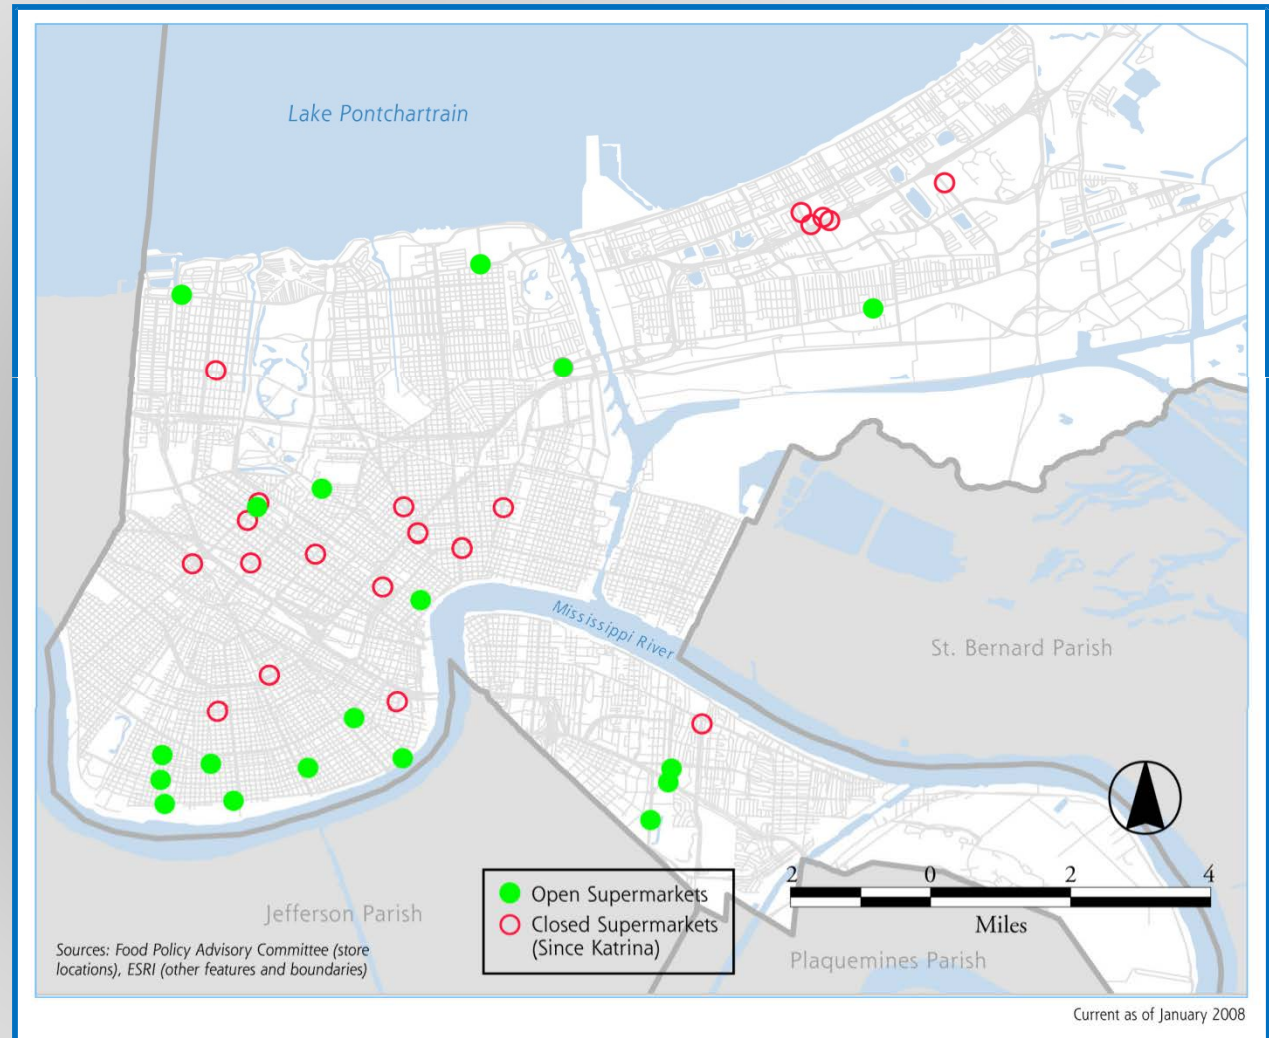 Lake Pontchartrain
Mississippi River
St. Bernard Parish
Jefferson Parish
Sources: Food Policy Advisory Committee (store
locations), ESRI (other features and boundaries)
Open Supermarkets
Closed Supermarkets
(Since Katrina)
2 0 2 4
Miles
Plaquemines Parish
Current as of January 2008